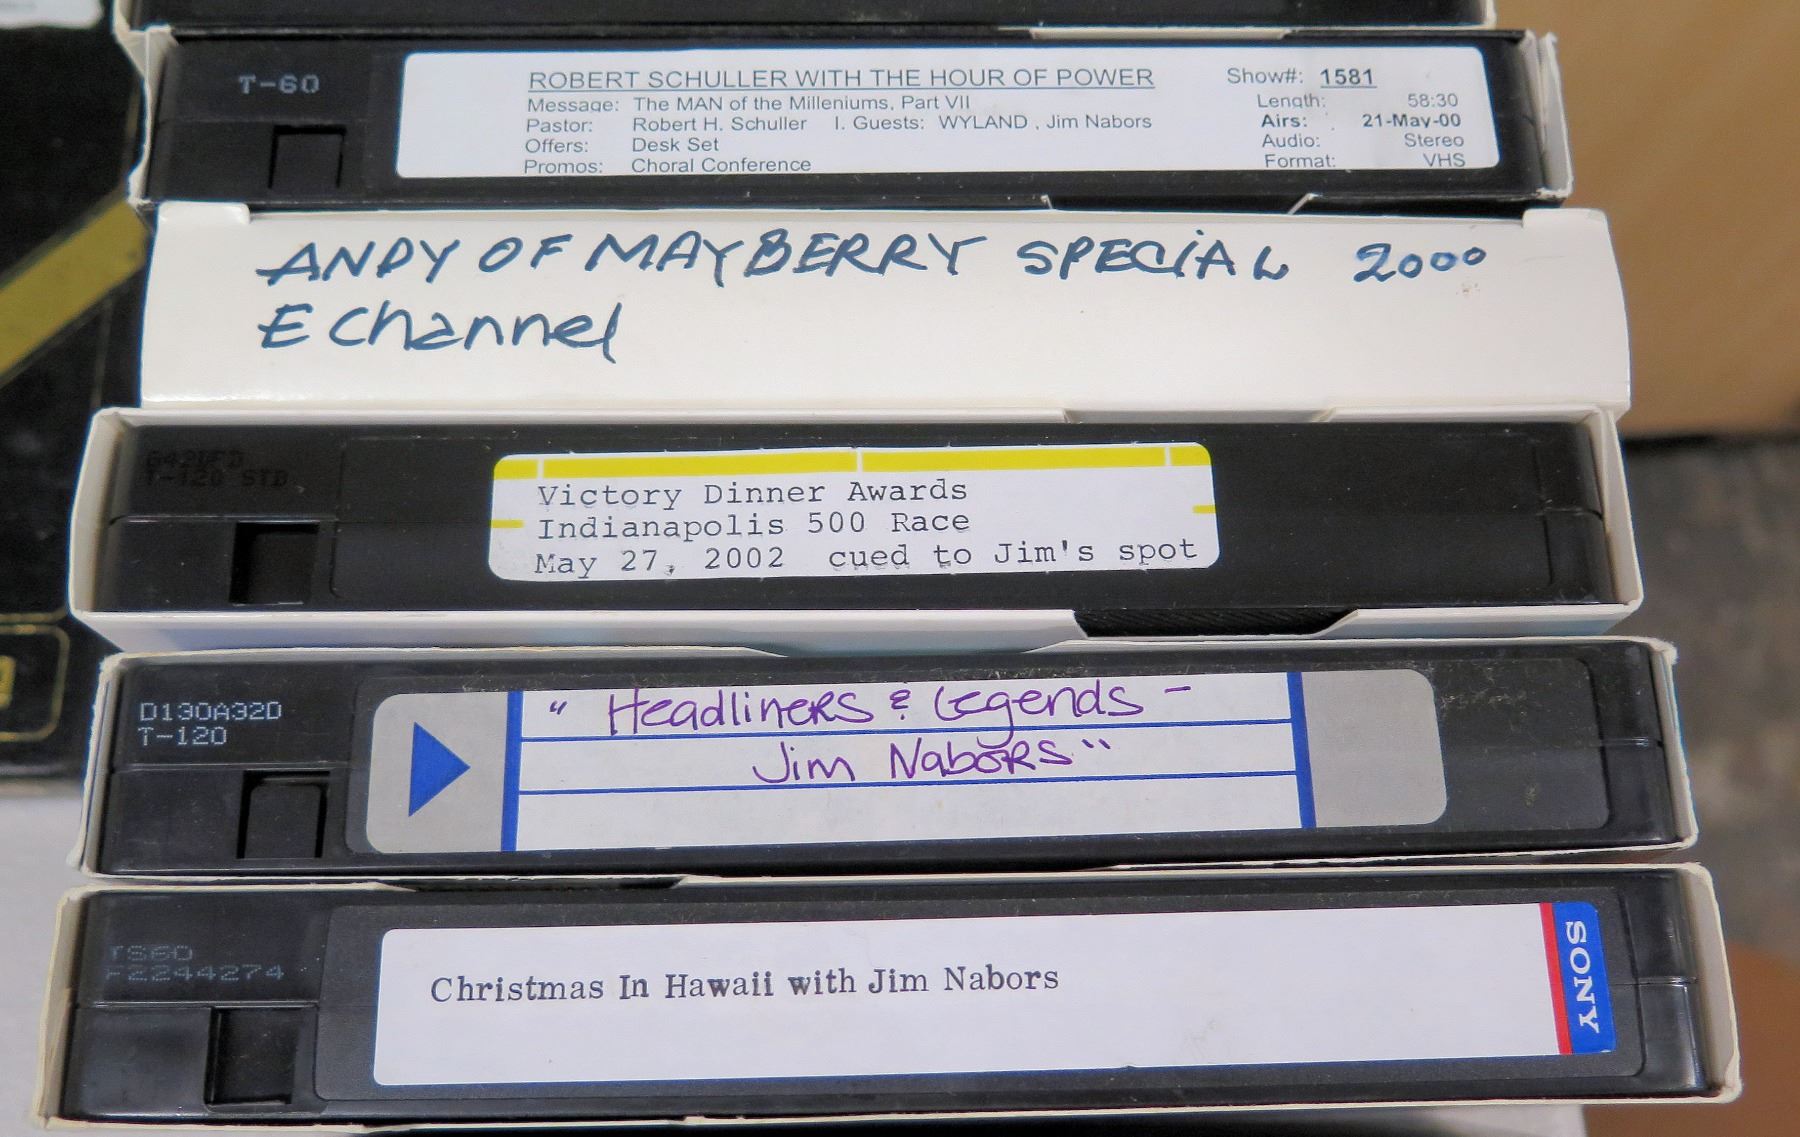 T-60
ROBERT SCHULLER WITH THE HOUR OF POWER Show#: 1581
Message: The MAN of the Milleniums, Part VII Length: 58:30
Pastor: Robert H. Schuller I. Guests: WYLAND , Jim Nabors Airs: 21-May-00
Offers: Desk Set Audio: Stereo
Promos: Choral Conference Format: VHS
ANDY OF MAYBERRY SPECiAL 2000
E Channel
T-120 STD
Victory Dinner Awards
Indianapolis 500 Race
May 27, 2002 cued to Jim's spot
D130A32D
T-120
" Headliners & Legends -
Jim Nabors"
TS60
F2244274
Christmas In Hawaii with Jim Nabors
SONY